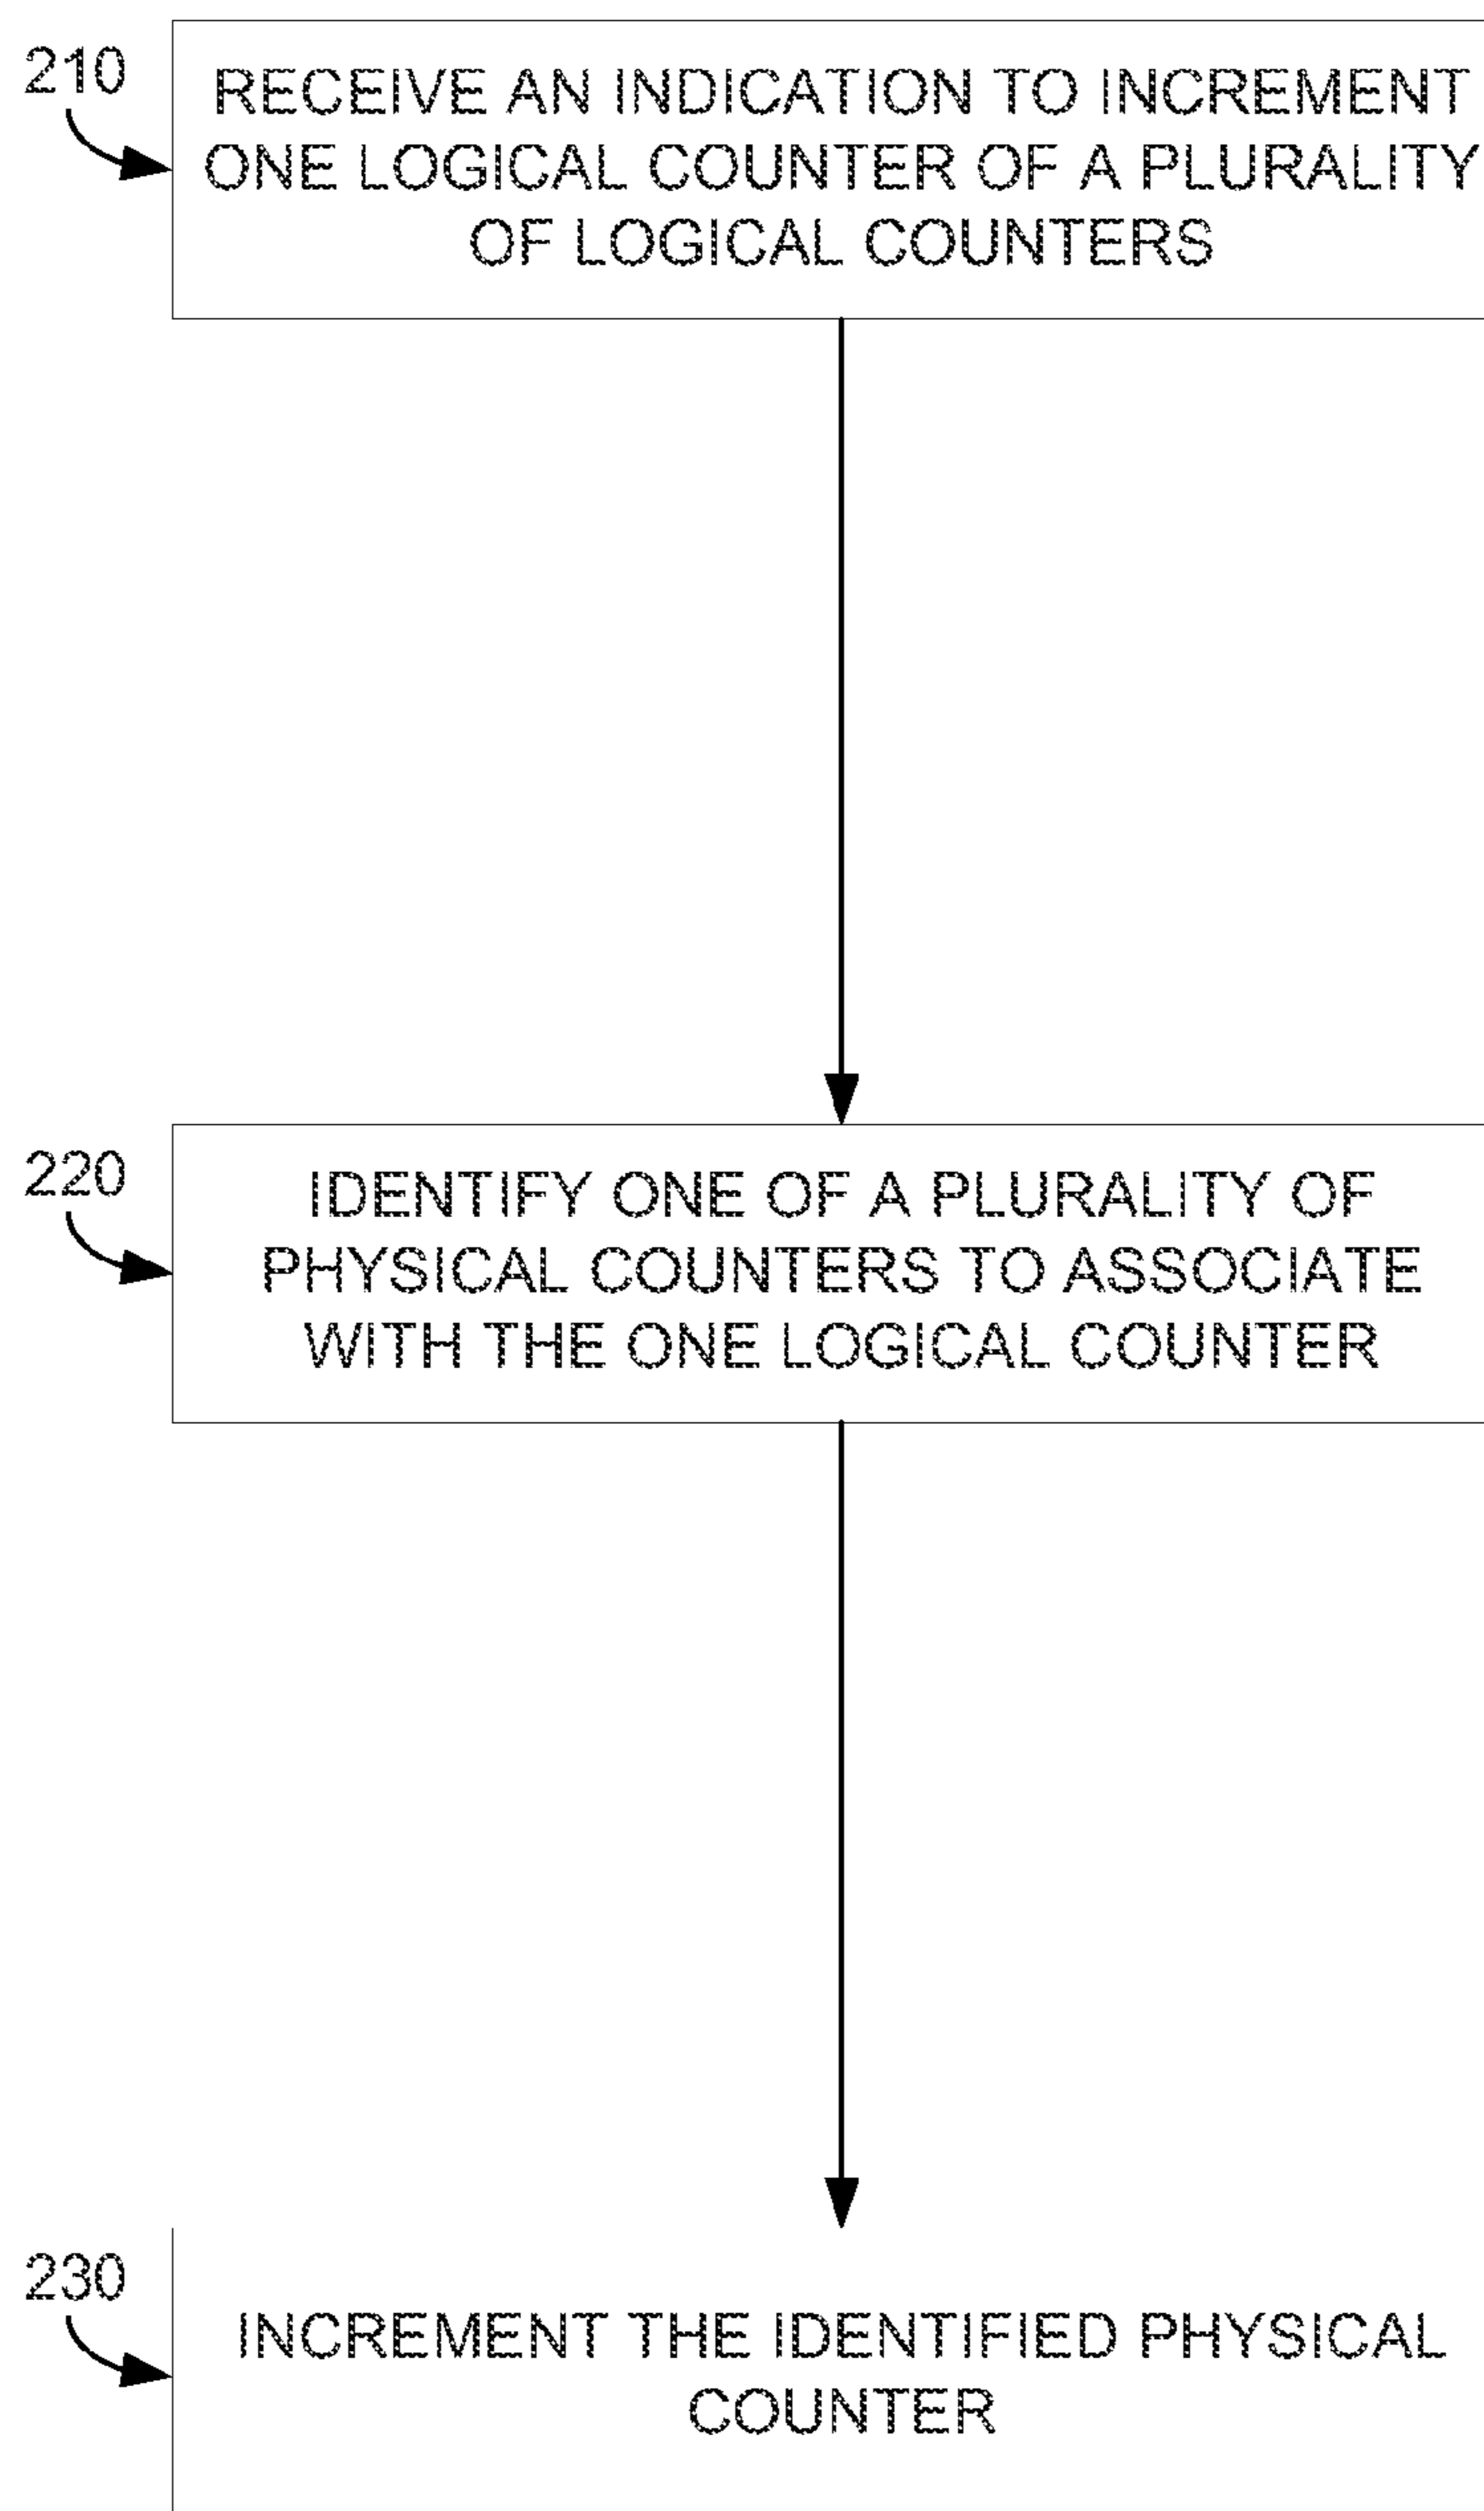 210
RECEIVE AN INDICATION TO INCREMENT
ONE LOGICAL COUNTER OF A PLURALITY
OF LOGICAL COUNTERS
220
IDENTIFY ONE OF A PLURALITY OF
PHYSICAL COUNTERS TO ASSOCIATE
WITH THE ONE LOGICAL COUNTER
230
INCREMENT THE IDENTIFIED PHYSICAL
COUNTER